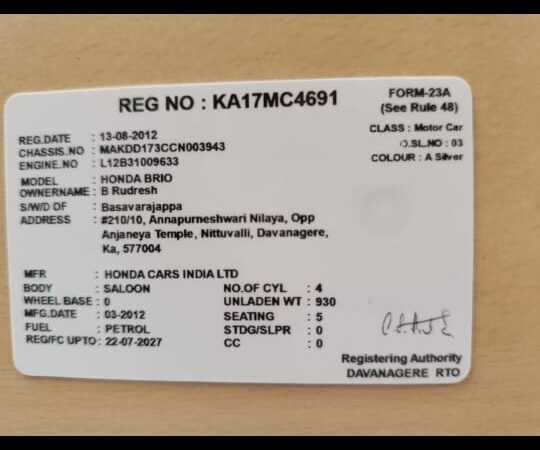 REG NO : KA17MC4691
FORM-23A
(See Rule 48)
CLASS : Motor Car
O.SL.NO : 03
COLOUR : A Silver
REG.DATE : 13-08-2012
CHASSIS.NO : MAKDD173CCN003943
ENGINE.NO : L12B31009633
MODEL : HONDA BRIO
OWNERNAME : B Rudresh
S/W/D OF : Basavarajappa
ADDRESS : #210/10, Annapurneshwari Nilaya, Opp
Anjaneya Temple, Nittuvalli, Davanagere,
Ka, 577004
MFR : HONDA CARS INDIA LTD
BODY : SALOON NO.OF CYL : 4
WHEEL BASE : 0 UNLADEN WT : 930
MFG.DATE : 03-2012 SEATING : 5
FUEL : PETROL STDG/SLPR : 0
REG/FC UPTO : 22-07-2027 CC : 0
Registering Authority
DAVANAGERE RTO